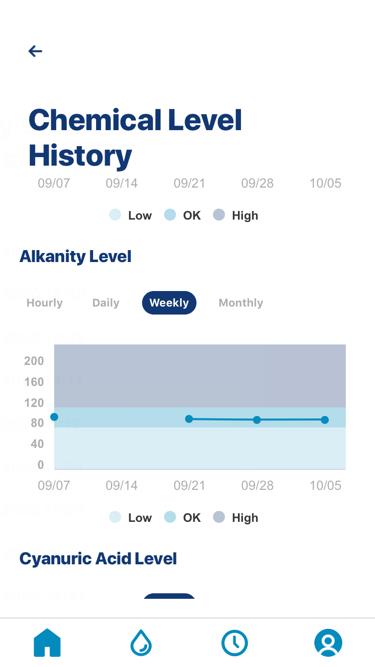 Chemical Level
History
09/07 09/14 09/21 09/28 10/05
Low OK High
Alkanity Level
Hourly Daily Weekly Monthly
200
160
120
80
40
0
09/07 09/14 09/21 09/28 10/05
Low OK High
Cyanuric Acid Level